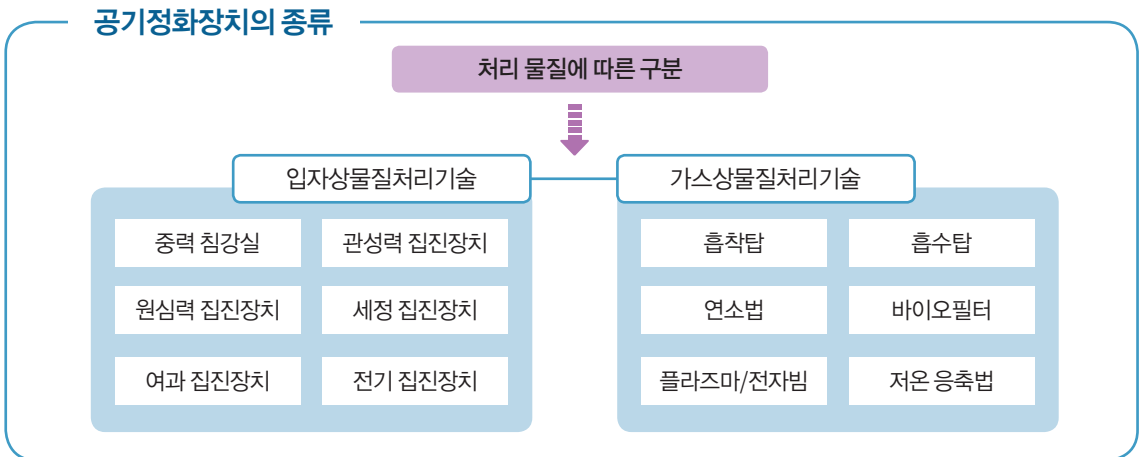 공기정화장치의 종류
처리 물질에 따른 구분
입자상물질처리기술
중력 침강실
관성력 집진장치
원심력 집진장치
세정 집진장치
여과 집진장치
전기 집진장치
가스상물질처리기술
흡착탑
흡수탑
연소법
바이오필터
플라즈마/전자빔
저온 응축법